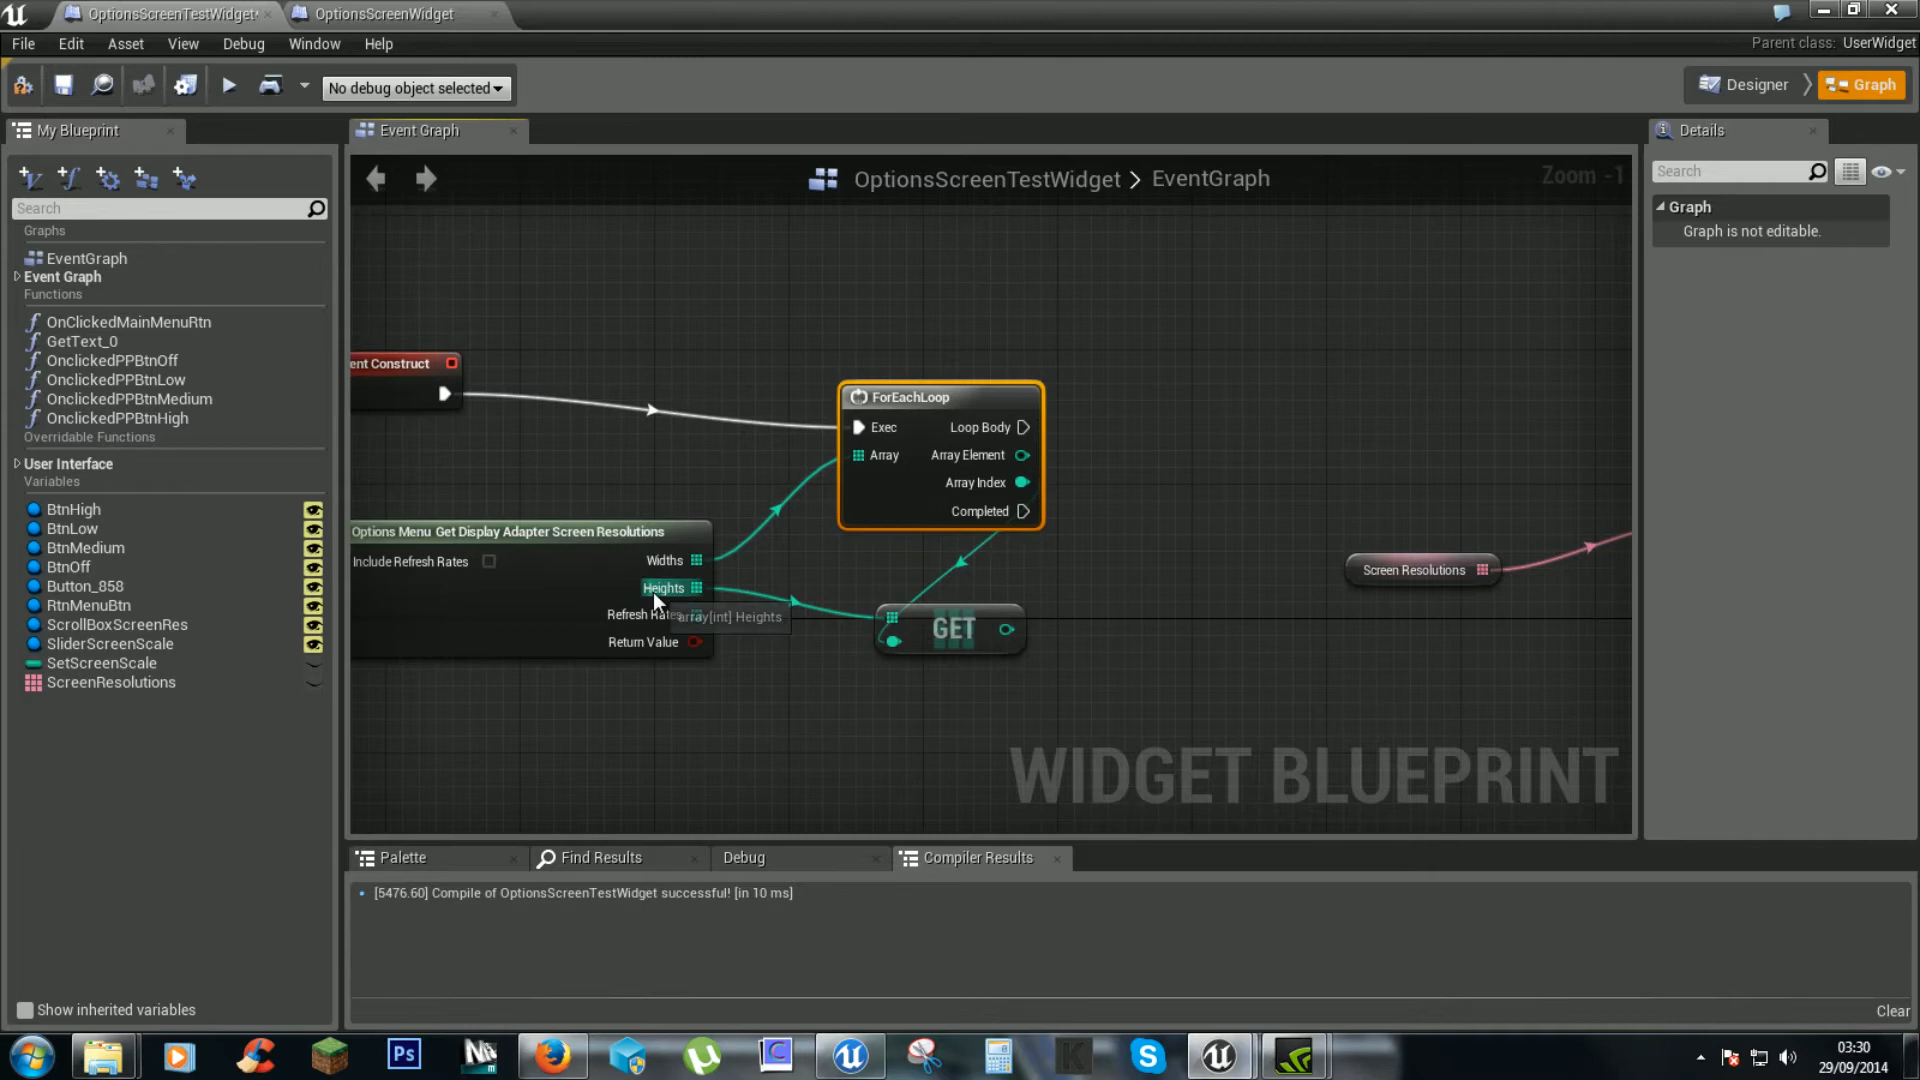 OptionsScreenTestWidget*
OptionsScreenWidget
File Edit Asset View Debug Window Help
Parent class: UserWidget
No debug object selected
Designer
Graph
My Blueprint
Event Graph
Details
OptionsScreenTestWidget > EventGraph
Zoom -1
Search
Search
Graphs
EventGraph
Event Graph
Functions
OnClickedMainMenuRtn
GetText_0
OnclickedPPBtnOff
OnclickedPPBtnLow
OnclickedPPBtnMedium
OnclickedPPBtnHigh
Overridable Functions
User Interface
Variables
BtnHigh
BtnLow
BtnMedium
BtnOff
Button_858
RtnMenuBtn
ScrollBoxScreenRes
SliderScreenScale
SetScreenScale
ScreenResolutions
Show inherited variables
Graph
Graph is not editable.
ent Construct
ForEachLoop
Exec Loop Body
Array Array Element
Array Index
Completed
Options Menu Get Display Adapter Screen Resolutions
Include Refresh Rates
Widths
Heights
Refresh Rates
array[int] Heights
Return Value
GET
Screen Resolutions
WIDGET BLUEPRINT
Palette
Find Results
Debug
Compiler Results
[5476.60] Compile of OptionsScreenTestWidget successful! [in 10 ms]
Clear
Ps
03:30
29/09/2014